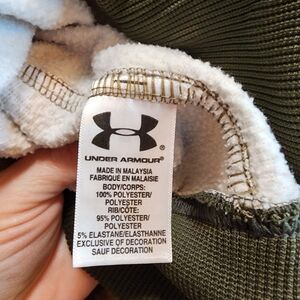 UNDER ARMOUR®
MADE IN MALAYSIA
FABRIQUÉ EN MALAISIE
BODY/CORPS:
100% POLYESTER/
POLYESTER
RIB/CÔTE:
95% POLYESTER/
POLYESTER
5% ELASTANE/ELASTHANNE
EXCLUSIVE OF DECORATION
SAUF DÉCORATION